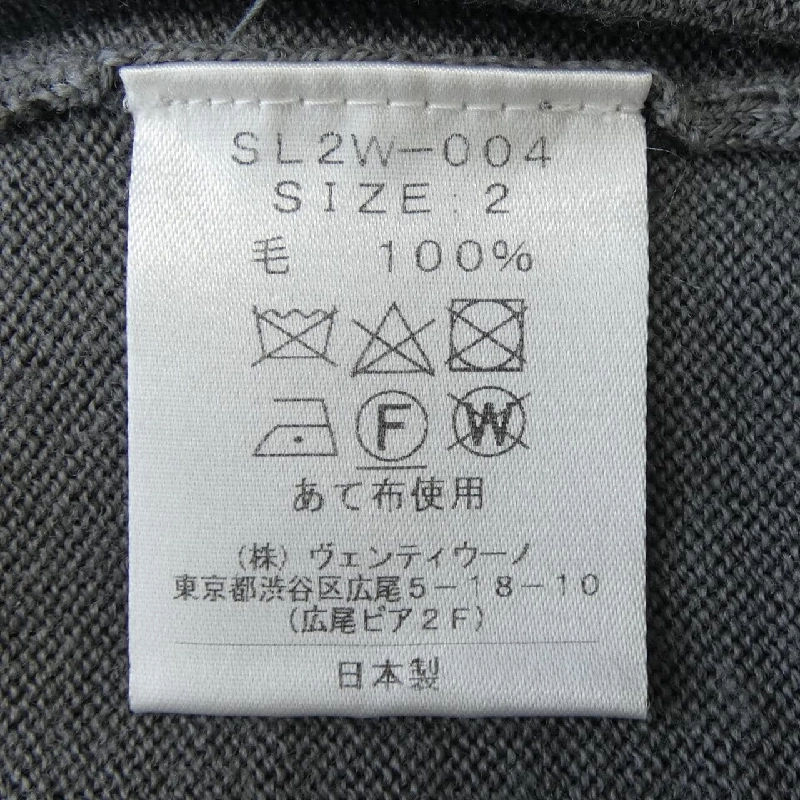 SL2W-004
SIZE:2
毛 100%
F W
あて布使用
(株)ヴェンティウーノ
東京都渋谷区広尾5-18-10
(広尾ピア2F)
日本製